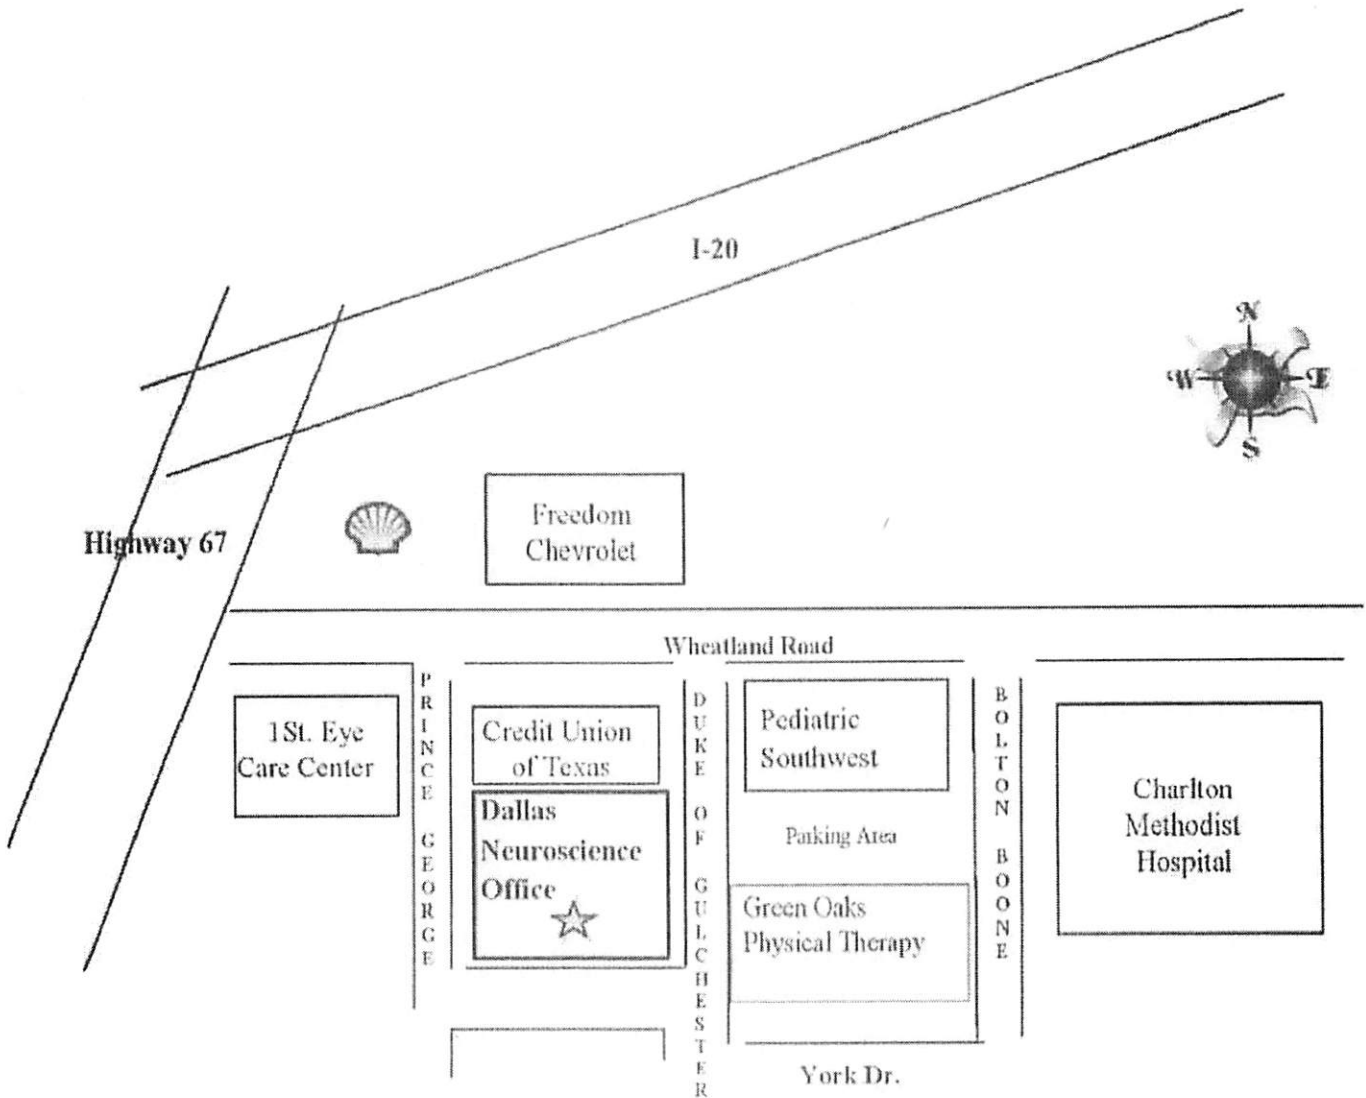 I-20
N
W E
S
Highway 67
Freedom
Chevrolet
Wheatland Road
PRINCE GEORGE
DUKE OF GULCHESTER
BOLTON BOONE
1St. Eye
Care Center
Credit Union
of Texas
Dallas
Neuroscience
Office
Pediatric
Southwest
Parking Area
Green Oaks
Physical Therapy
Charlton
Methodist
Hospital
York Dr.